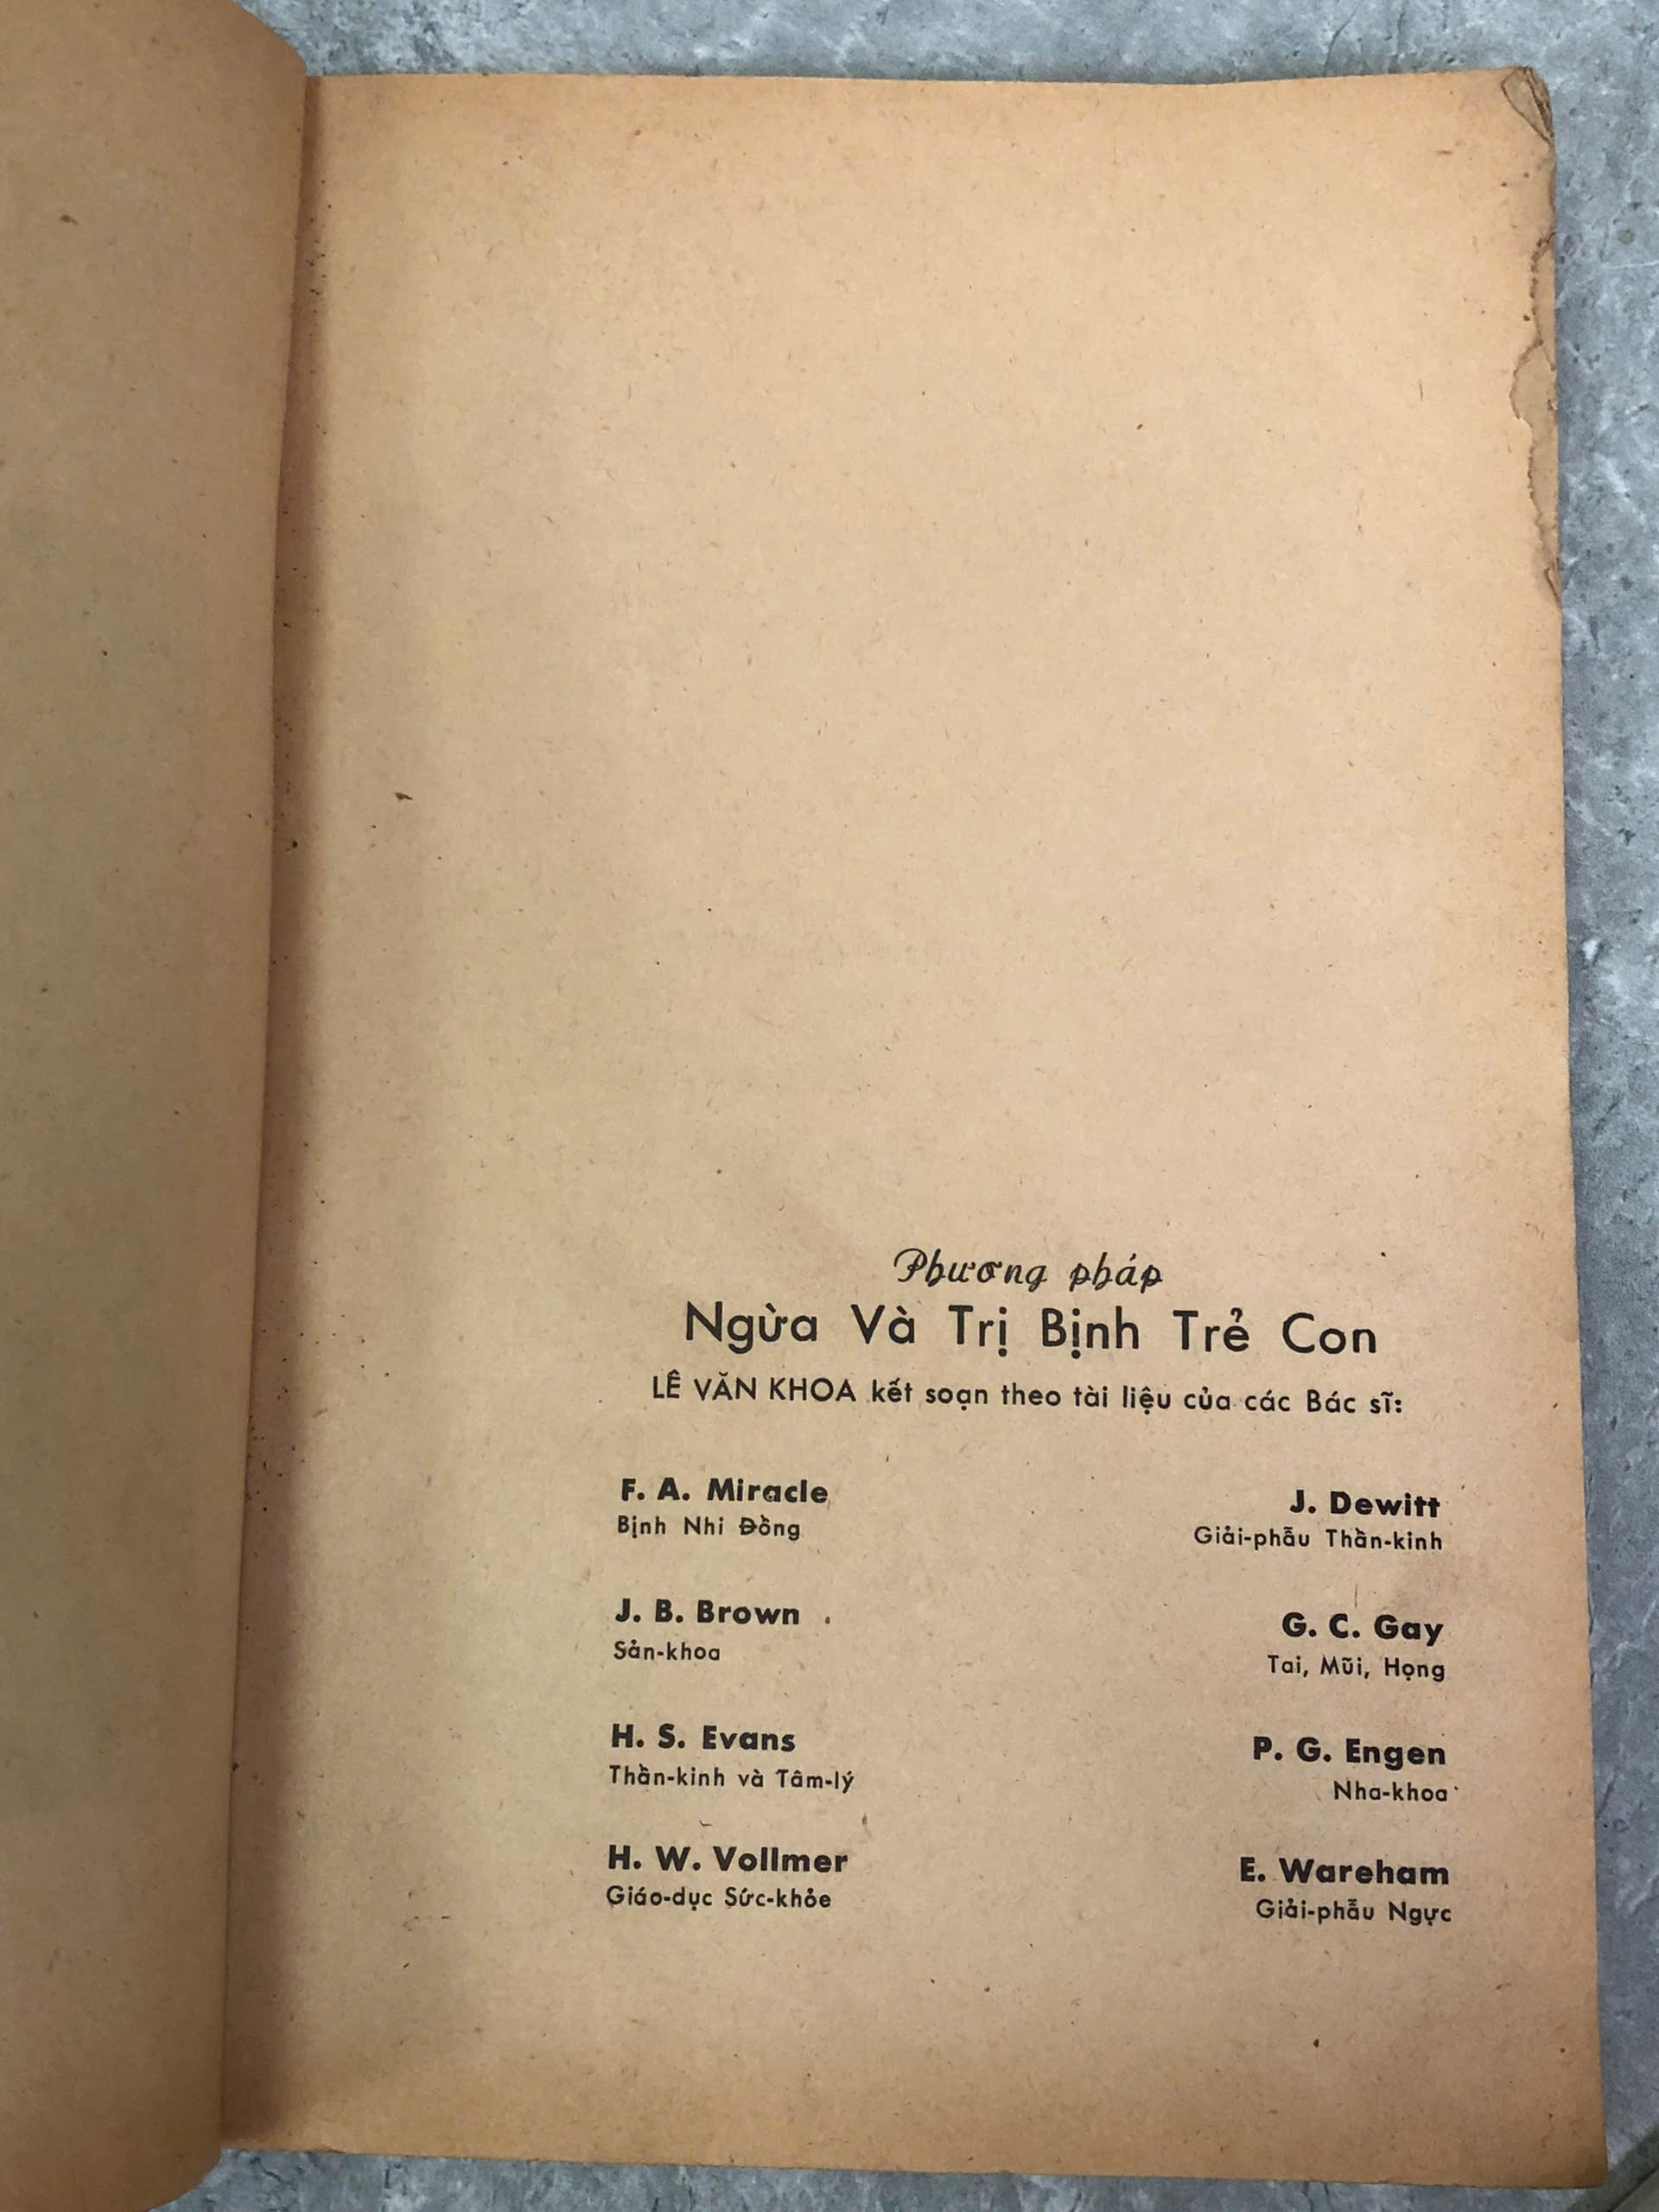 Phương pháp
Ngừa Và Trị Bịnh Trẻ Con
LÊ VĂN KHOA kết soạn theo tài liệu của các Bác sĩ:
F. A. Miracle
Bịnh Nhi Đồng
J. B. Brown
Sản-khoa
H. S. Evans
Thần-kinh và Tâm-lý
H. W. Vollmer
Giáo-dục Sức-khỏe
J. Dewitt
Giải-phẫu Thần-kinh
G. C. Gay
Tai, Mũi, Họng
P. G. Engen
Nha-khoa
E. Wareham
Giải-phẫu Ngực